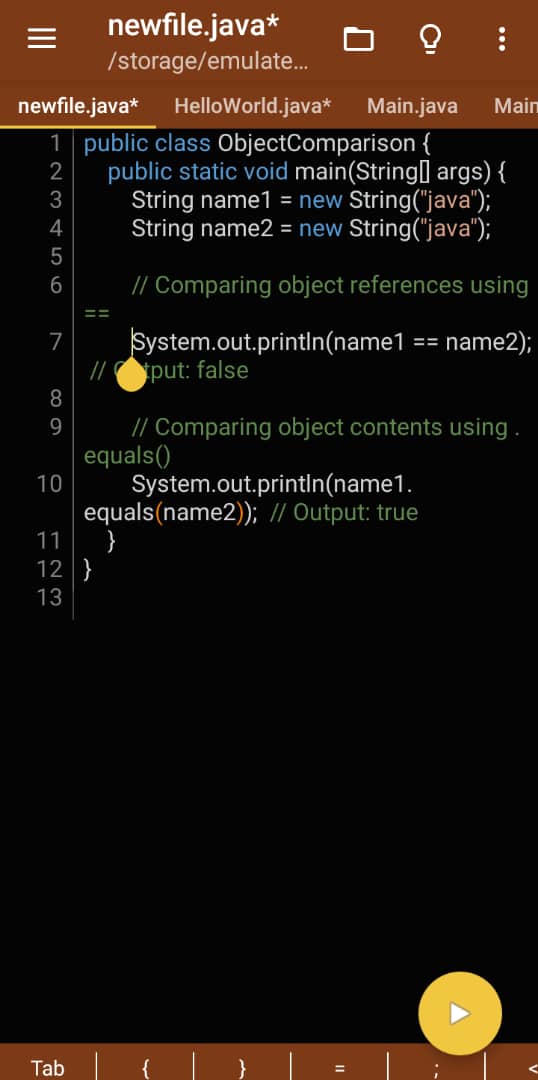 newfile.java*
/storage/emulate...
newfile.java* HelloWorld.java* Main.java Main
1 public class ObjectComparison {
2 public static void main(String[] args) {
3 String name1 = new String("java");
4 String name2 = new String("java");
5
6 // Comparing object references using
==
7 System.out.println(name1 == name2);
// tput: false
8
9 // Comparing object contents using .
equals()
10 System.out.println(name1.
equals(name2)); // Output: true
11 }
12 }
13
Tab { } = ; <